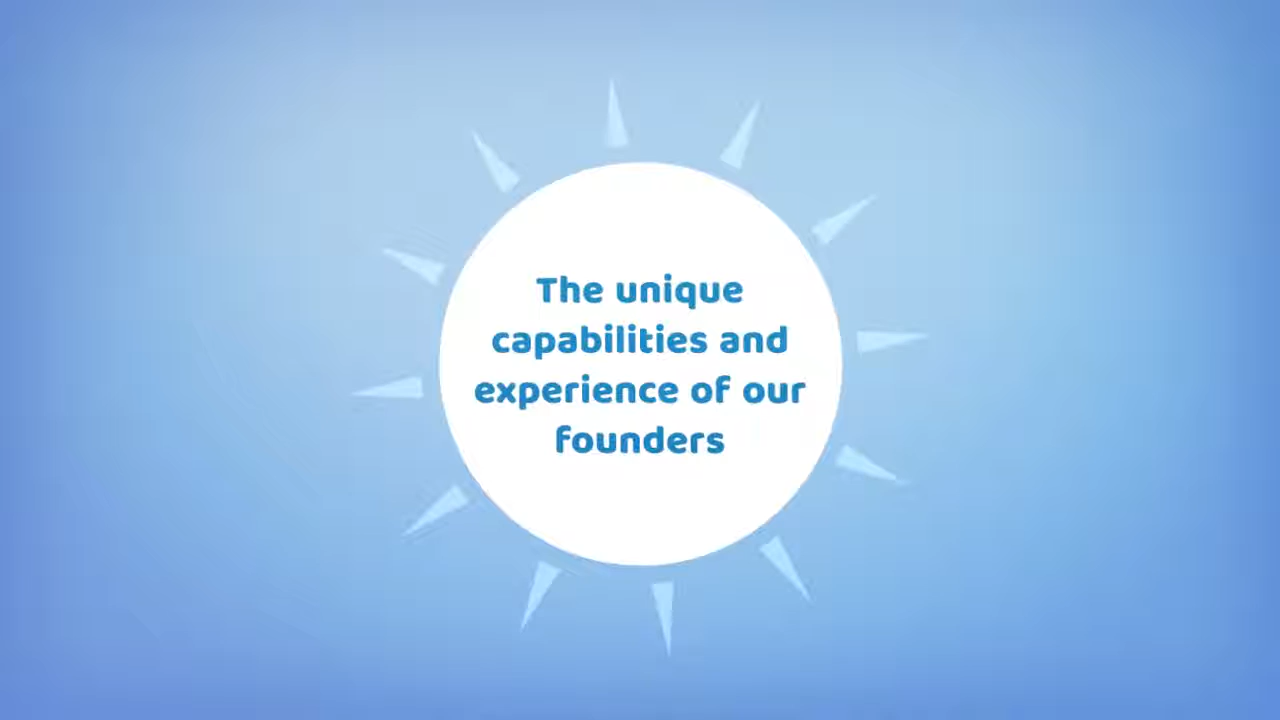 The unique
capabilities and
experience of our
founders